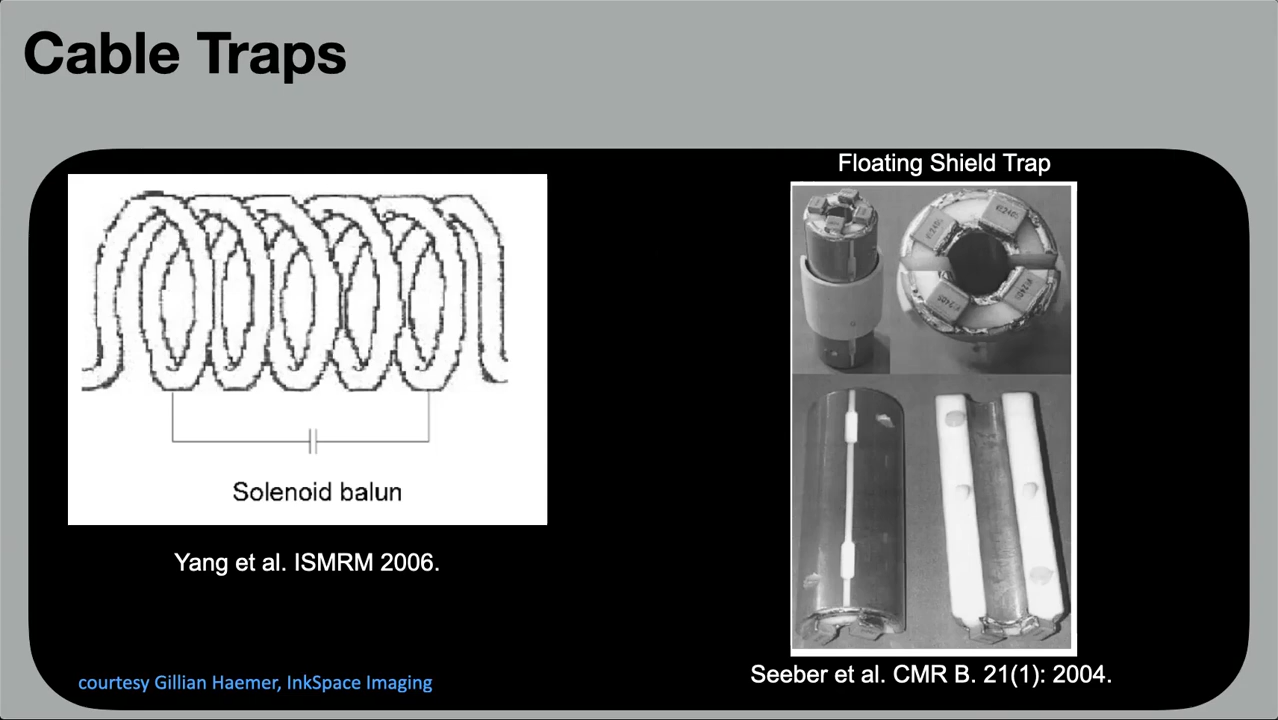 Cable Traps
Floating Shield Trap
Solenoid balun
Yang et al. ISMRM 2006.
Seeber et al. CMR B. 21(1): 2004.
courtesy Gillian Haemer, InkSpace Imaging